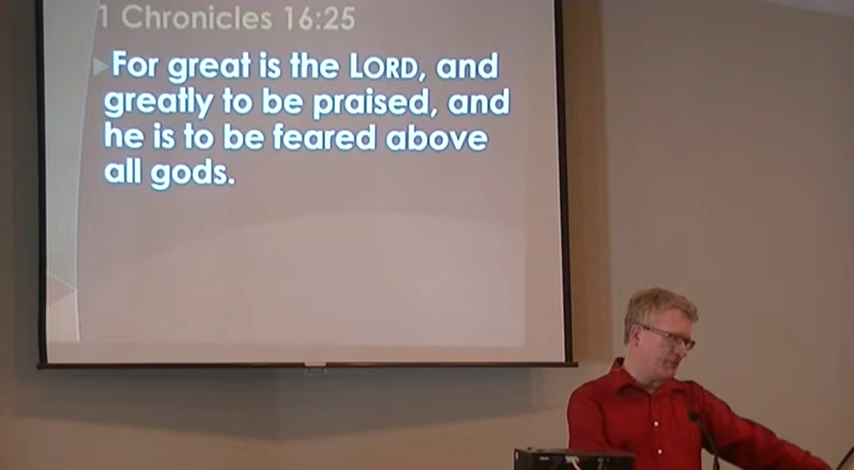 1 Chronicles 16:25
For great is the LORD, and
greatly to be praised, and
he is to be feared above
all gods.